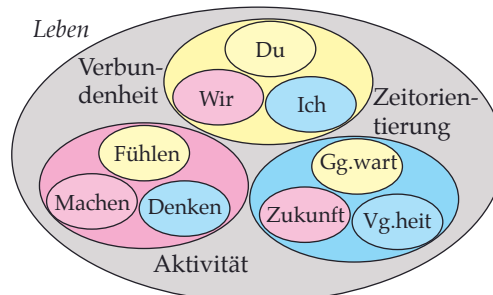 Leben
Du
Verbun-
denheit
Wir
Ich
Zeitorien-
tierung
Fühlen
Gg.wart
Machen
Denken
Zukunft
Vg.heit
Aktivität